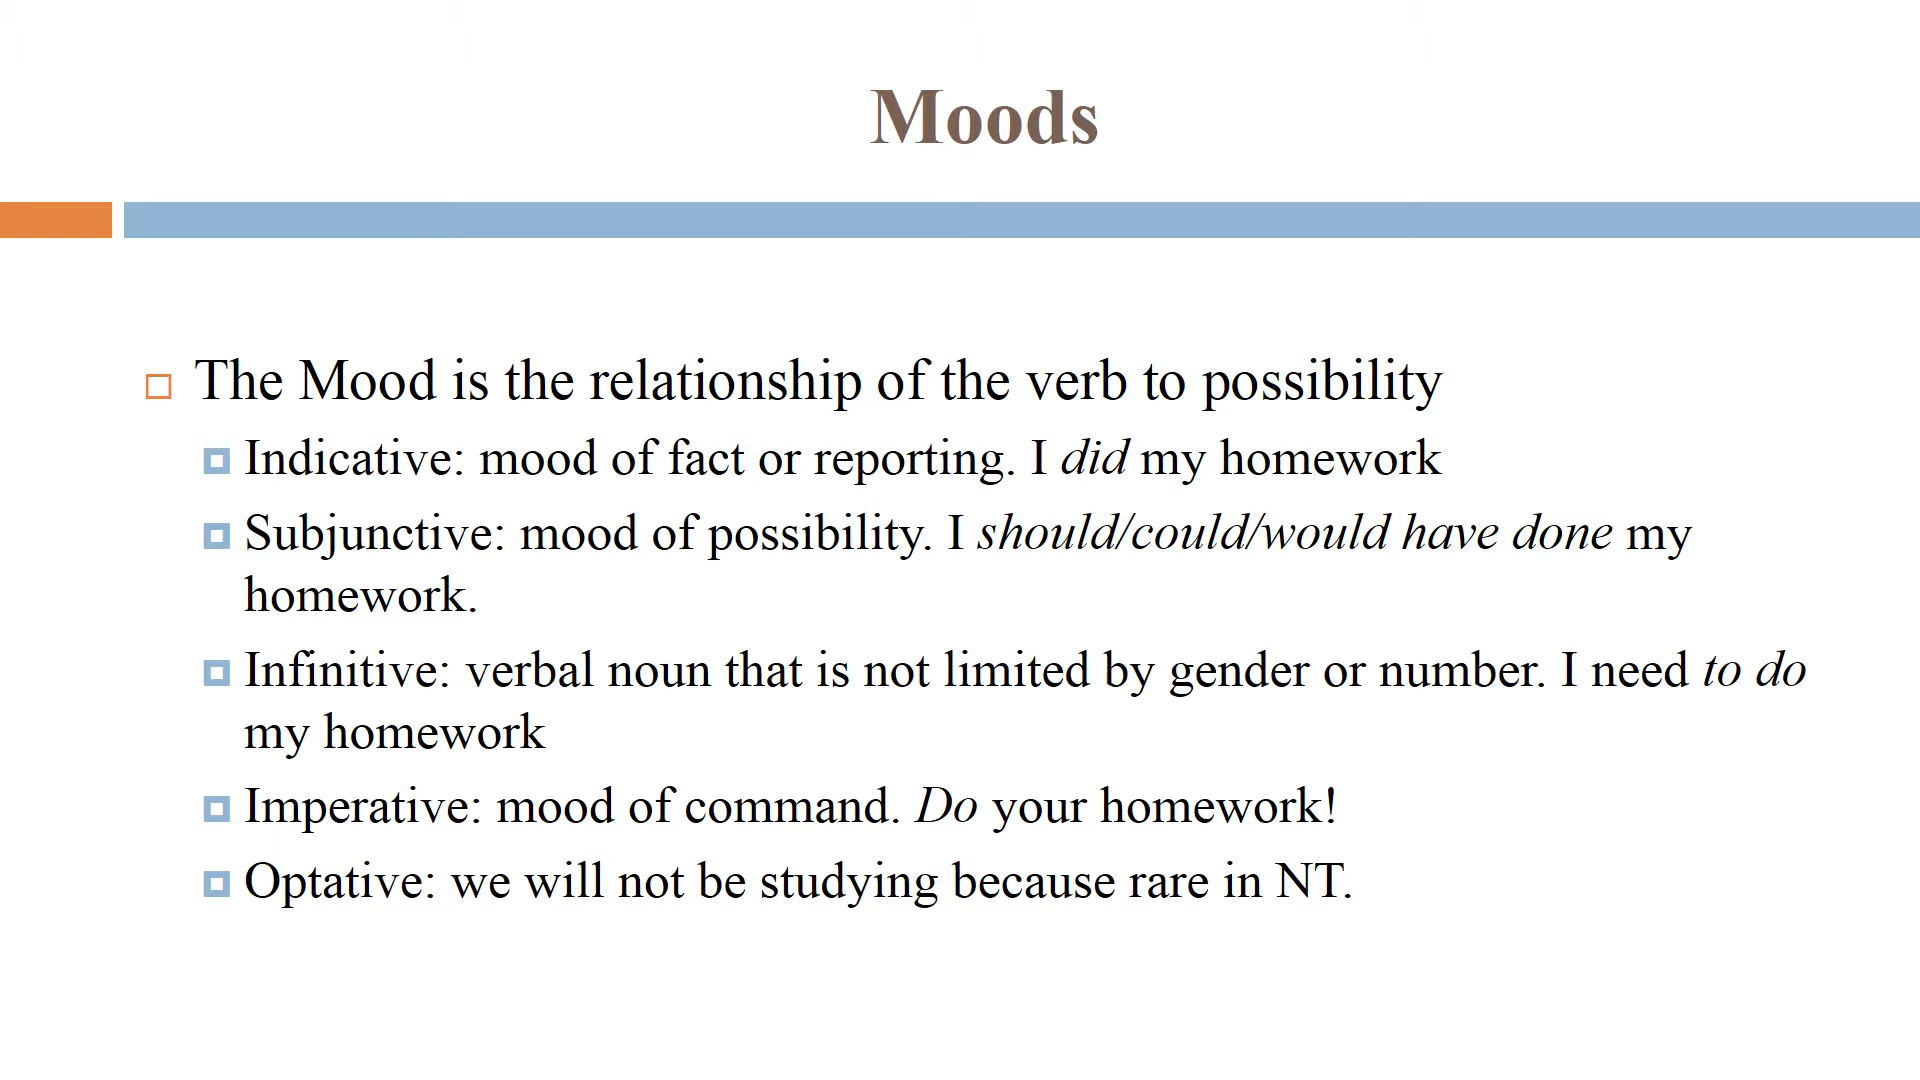 Moods
The Mood is the relationship of the verb to possibility
Indicative: mood of fact or reporting. I did my homework
Subjunctive: mood of possibility. I should/could/would have done my
homework.
Infinitive: verbal noun that is not limited by gender or number. I need to do
my homework
Imperative: mood of command. Do your homework!
Optative: we will not be studying because rare in NT.